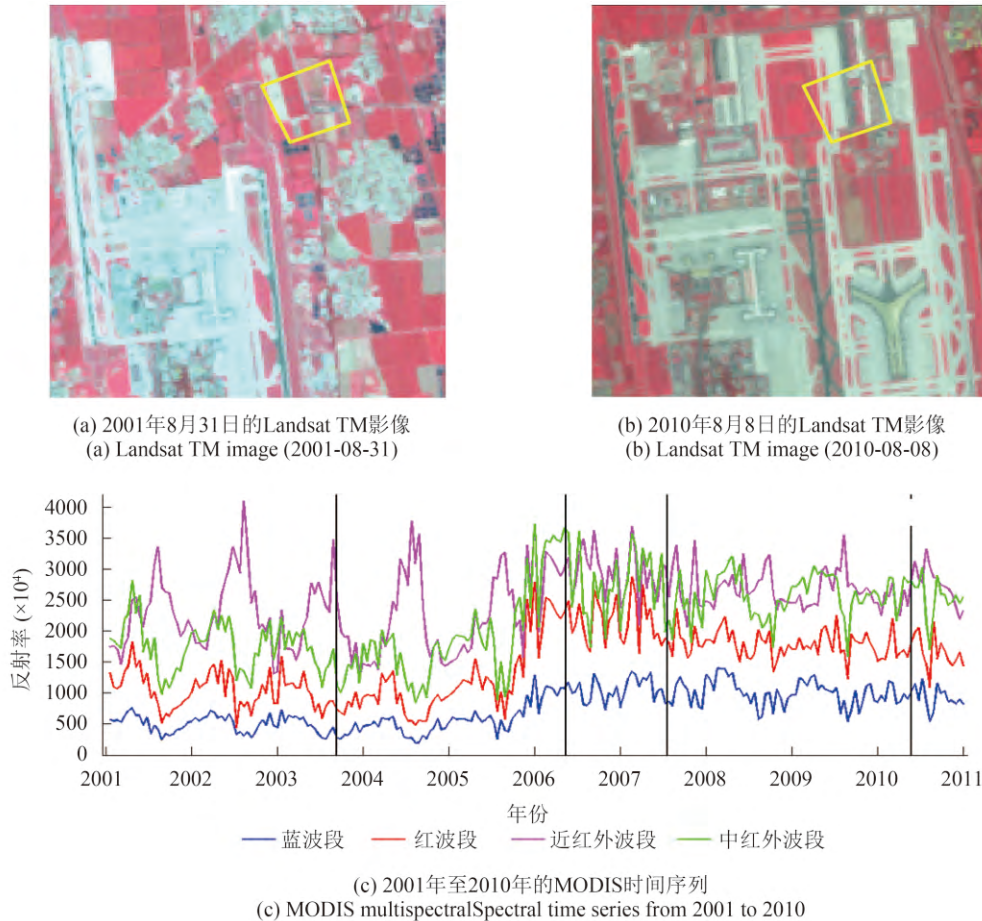 (a) 2001年8月31日的Landsat TM影像
(a) Landsat TM image (2001-08-31)
(b) 2010年8月8日的Landsat TM影像
(b) Landsat TM image (2010-08-08)
反射率 (×10⁴)
4000
3500
3000
2500
2000
1500
1000
500
0
2001 2002 2003 2004 2005 2006 2007 2008 2009 2010 2011
年份
蓝波段 红波段 近红外波段 中红外波段
(c) 2001年至2010年的MODIS时间序列
(c) MODIS multispectralSpectral time series from 2001 to 2010